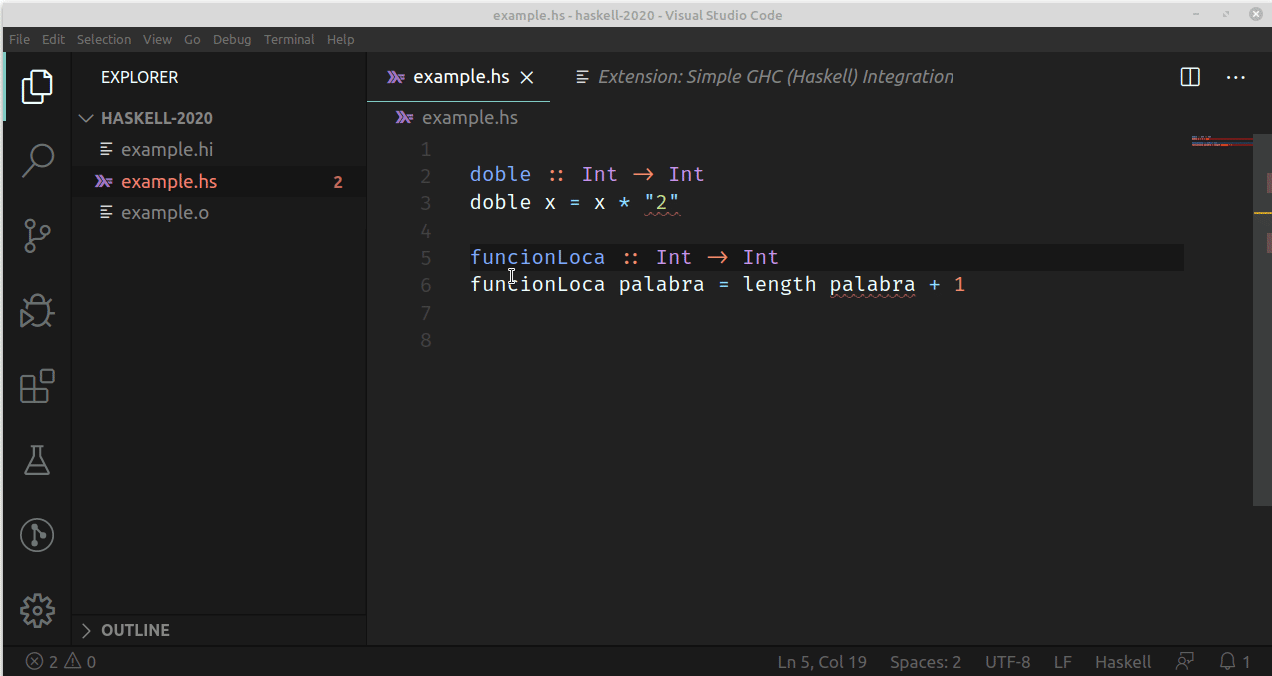 example.hs - haskell-2020 - Visual Studio Code
File Edit Selection View Go Debug Terminal Help
EXPLORER
HASKELL-2020
example.hi
example.hs 2
example.o
OUTLINE
example.hs Extension: Simple GHC (Haskell) Integration
example.hs
1
2 doble :: Int → Int
3 doble x = x * "2"
4
5 funcionLoca :: Int → Int
6 funcionLoca palabra = length palabra + 1
7
8
2 0 Ln 5, Col 19 Spaces: 2 UTF-8 LF Haskell 1